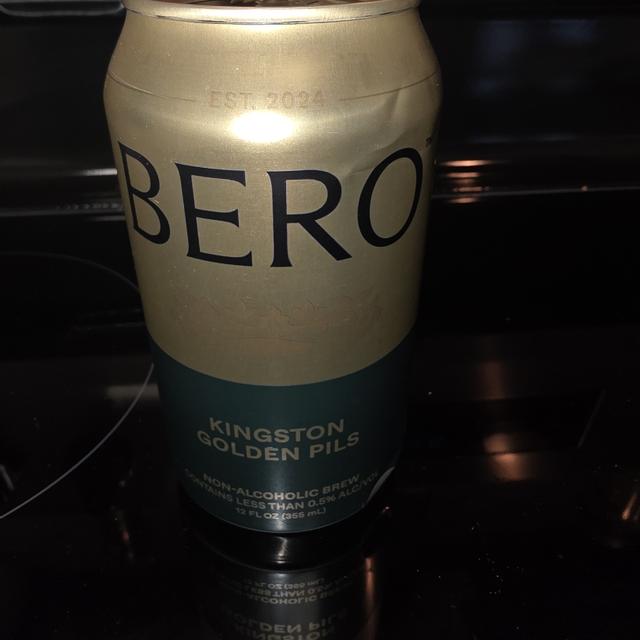 EST. 2024
BERO
KINGSTON
GOLDEN PILS
NON-ALCOHOLIC BREW
CONTAINS LESS THAN 0.5% ALC/VOL
12 FL OZ (355 mL)